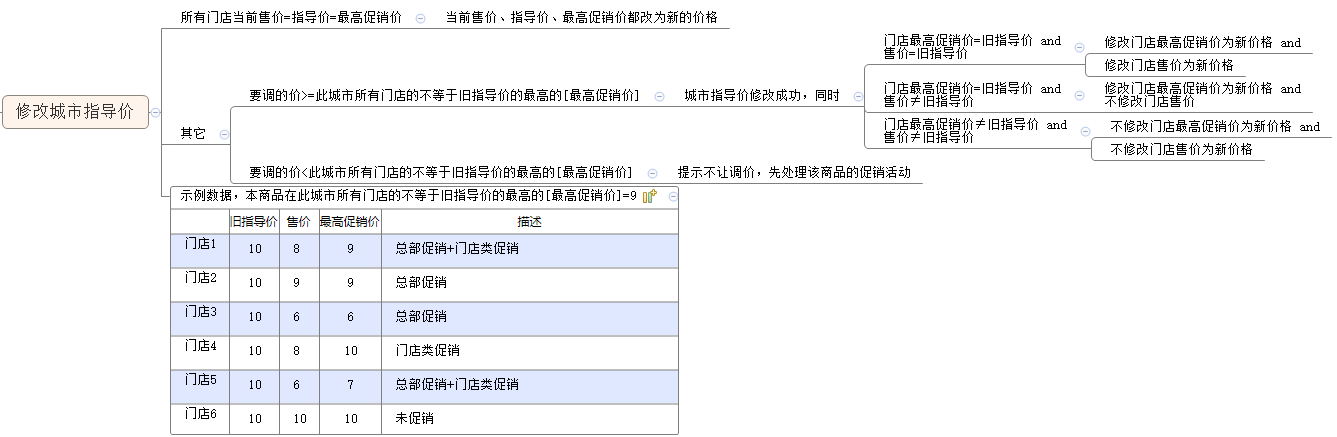 修改城市指导价
所有门店当前售价=指导价=最高促销价
当前售价、指导价、最高促销价都改为新的价格
其它
要调的价>=此城市所有门店的不等于旧指导价的最高的[最高促销价]
城市指导价修改成功，同时
门店最高促销价=旧指导价 and
售价=旧指导价
修改门店最高促销价为新价格 and
修改门店售价为新价格
门店最高促销价=旧指导价 and
售价≠旧指导价
修改门店最高促销价为新价格 and
不修改门店售价
门店最高促销价≠旧指导价 and
售价≠旧指导价
不修改门店最高促销价为新价格 and
不修改门店售价为新价格
要调的价<此城市所有门店的不等于旧指导价的最高的[最高促销价]
提示不让调价，先处理该商品的促销活动
示例数据，本商品在此城市所有门店的不等于旧指导价的最高的[最高促销价]=9
旧指导价 售价 最高促销价 描述
门店1 10 8 9 总部促销+门店类促销
门店2 10 9 9 总部促销
门店3 10 6 6 总部促销
门店4 10 8 10 门店类促销
门店5 10 6 7 总部促销+门店类促销
门店6 10 10 10 未促销